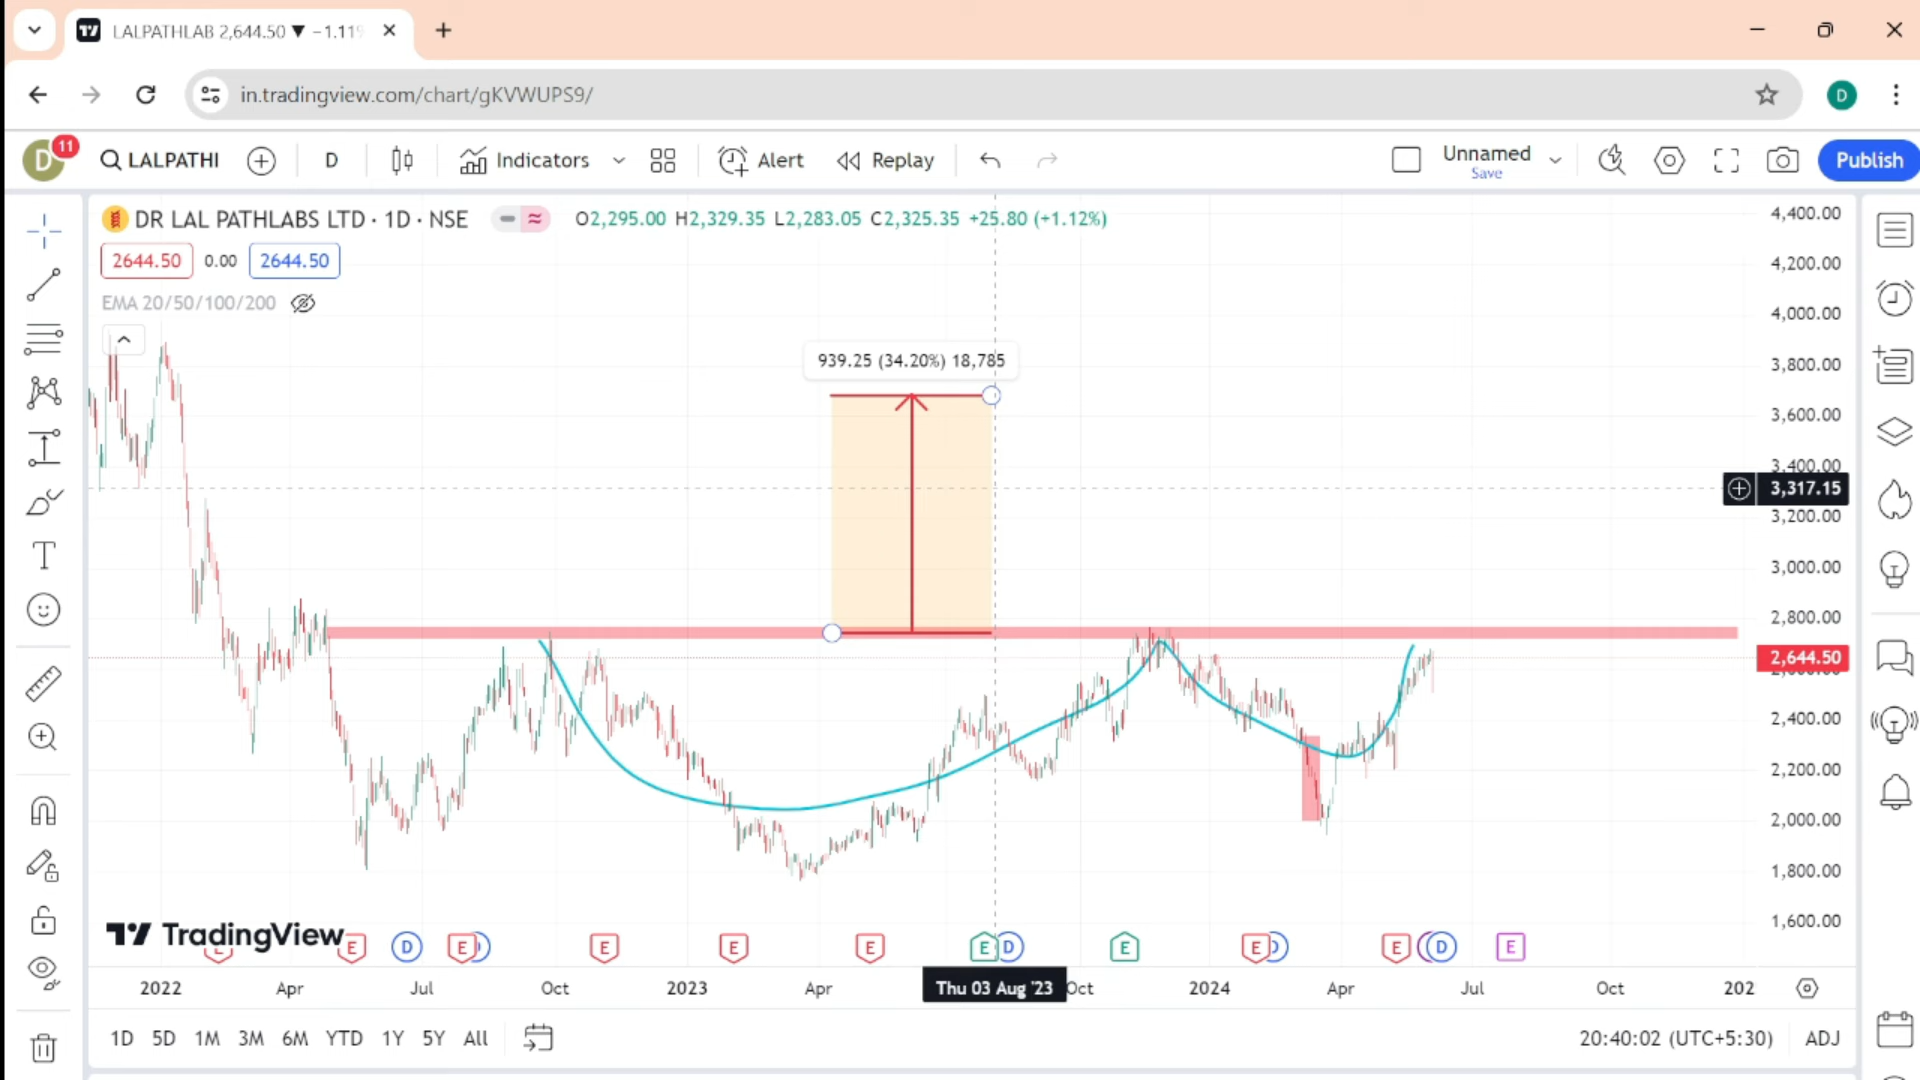 LALPATHLAB 2,644.50 ▼ −1.11%
in.tradingview.com/chart/gKVWUPS9/
D 11 LALPATHI D Indicators Alert Replay Unnamed Publish
Save
D
DR LAL PATHLABS LTD · 1D · NSE O2,295.00 H2,329.35 L2,283.05 C2,325.35 +25.80 (+1.12%)
2644.50 0.00 2644.50
EMA 20/50/100/200
939.25 (34.20%) 18,785
4,400.00
4,200.00
4,000.00
3,800.00
3,600.00
3,400.00
3,317.15
3,200.00
3,000.00
2,800.00
2,644.50
2,400.00
2,200.00
2,000.00
1,800.00
1,600.00
TradingView
E D E E E E E D E E E D E
2022 Apr Jul Oct 2023 Apr Thu 03 Aug '23 Oct 2024 Apr Jul Oct 202
1D 5D 1M 3M 6M YTD 1Y 5Y All 20:40:02 (UTC+5:30) ADJ